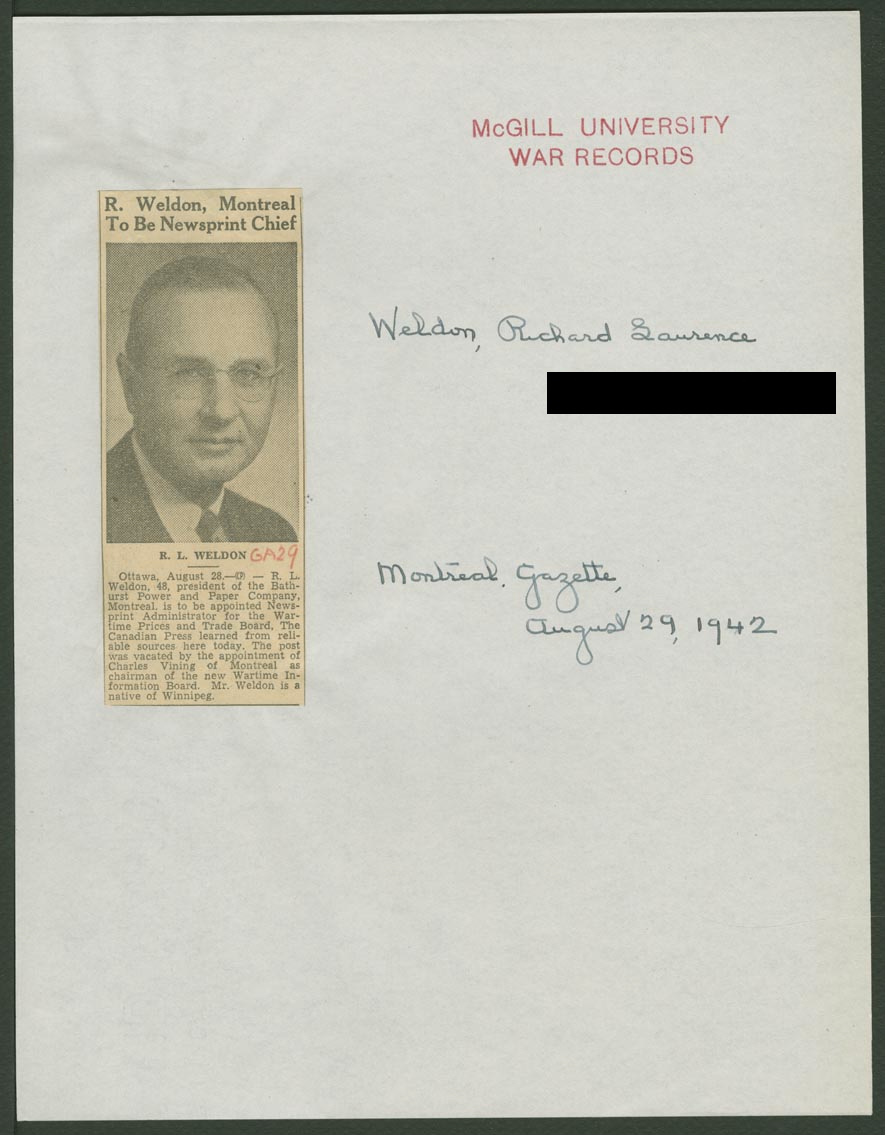 McGILL UNIVERSITY
WAR RECORDS
R. Weldon, Montreal
To Be Newsprint Chief
R. L. WELDON GA29
Ottawa, August 28.—(CP) — R. L.
Weldon, 48, president of the Bath-
urst Power and Paper Company,
Montreal, is to be appointed News-
print Administrator for the War-
time Prices and Trade Board, The
Canadian Press learned from reli-
able sources here today. The post
was vacated by the appointment of
Charles Vining of Montreal as
chairman of the new Wartime In-
formation Board. Mr. Weldon is a
native of Winnipeg.
Weldon, Richard Laurence
Montreal, Gazette,
August 29, 1942